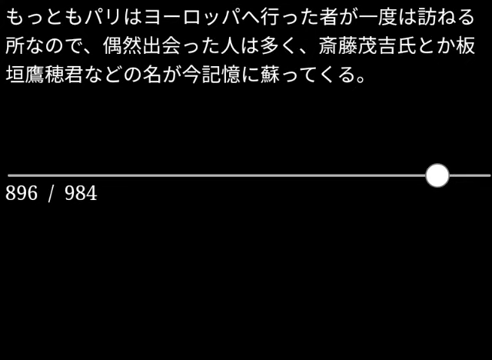 もっともパリはヨーロッパへ行った者が一度は訪ねる
所なので、偶然出会った人は多く、斎藤茂吉氏とか板
垣鷹穂君などの名が今記憶に蘇ってくる。
896 / 984